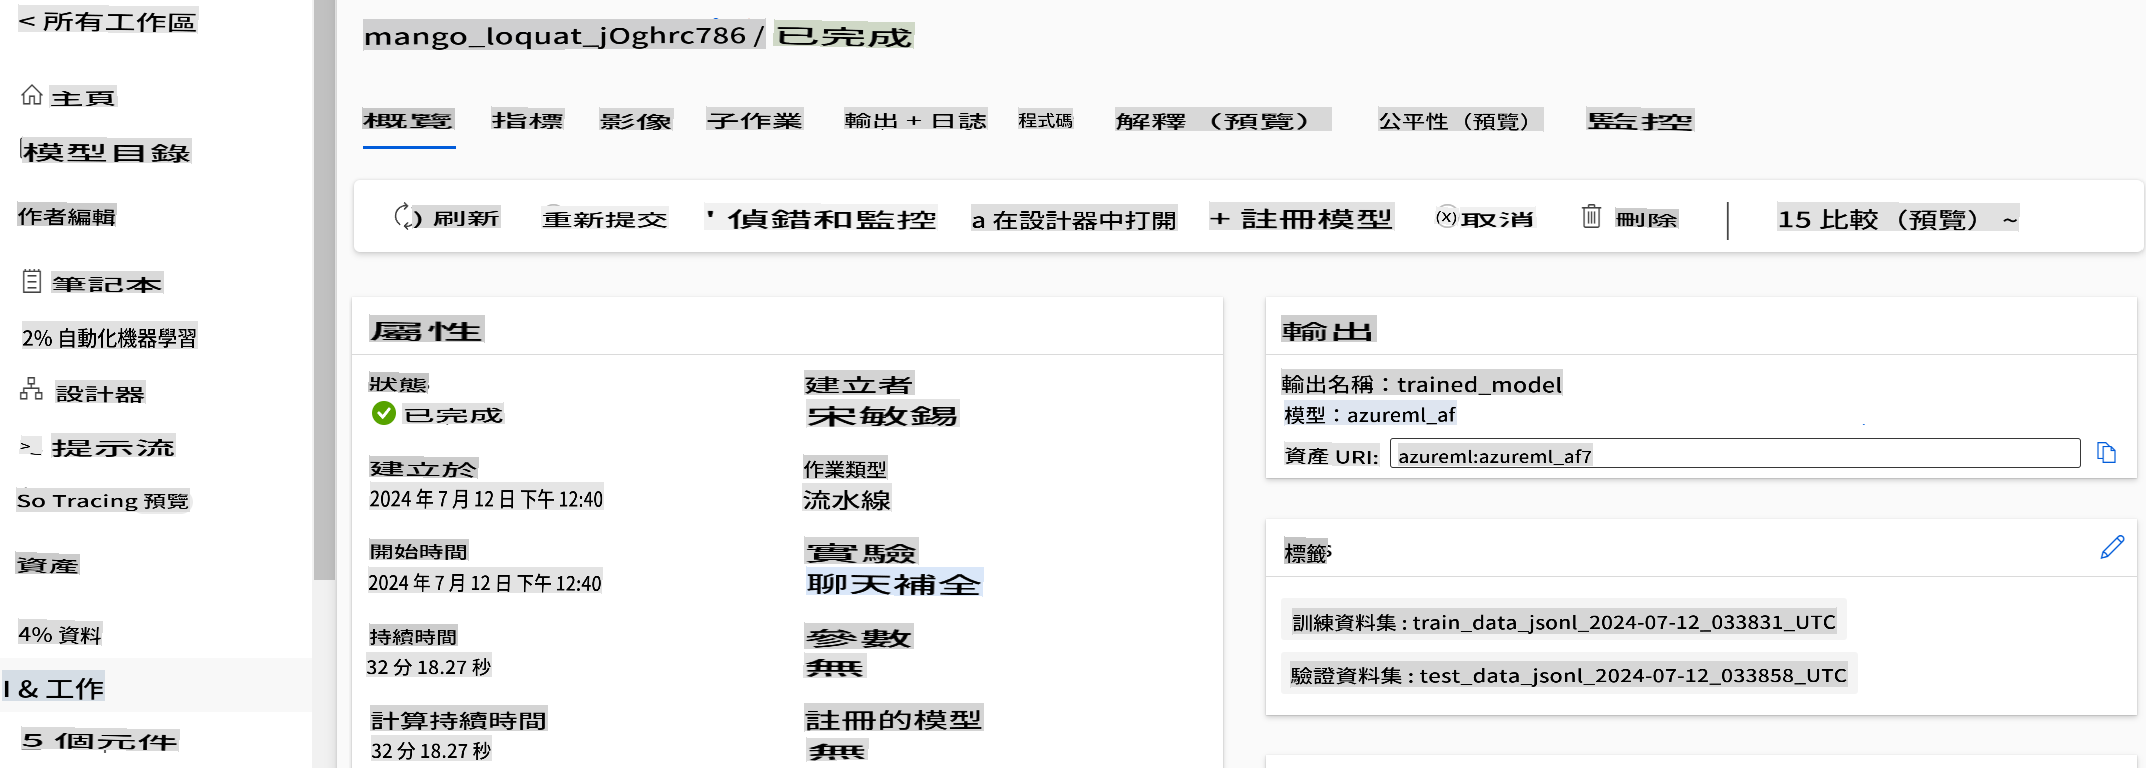 < 所有工作區
主頁
模型目錄
作者編輯
筆記本
2% 自動化機器學習
設計器
>_ 提示流
So Tracing 預覽
資產
4% 資料
I & 工作
5 個元件
mango_loquat_jOghrc786 / 已完成
概覽 指標 影像 子作業 輸出 + 日誌 程式碼 解釋（預覽） 公平性（預覽） 監控
刷新 重新提交 ' 偵錯和監控 a 在設計器中打開 + 註冊模型 取消 刪除 15 比較（預覽） ~
屬性
狀態
已完成
建立於
2024 年 7 月 12 日 下午 12:40
開始時間
2024 年 7 月 12 日 下午 12:40
持續時間
32 分 18.27 秒
計算持續時間
32 分 18.27 秒
建立者
宋敏錫
作業類型
流水線
實驗
聊天補全
參數
無
註冊的模型
無
輸出
輸出名稱：trained_model
模型：azureml_af
資產 URI: azureml:azureml_af7
標籤
訓練資料集 : train_data_jsonl_2024-07-12_033831_UTC
驗證資料集 : test_data_jsonl_2024-07-12_033858_UTC